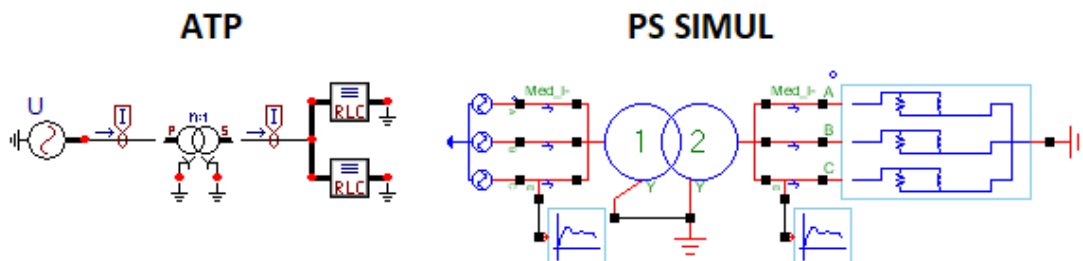 ATP
PS SIMUL
U
I
I
n:1
P
S
RLC
RLC
Med_I-
Med_I-
A
B
C
1
2
Y
Y